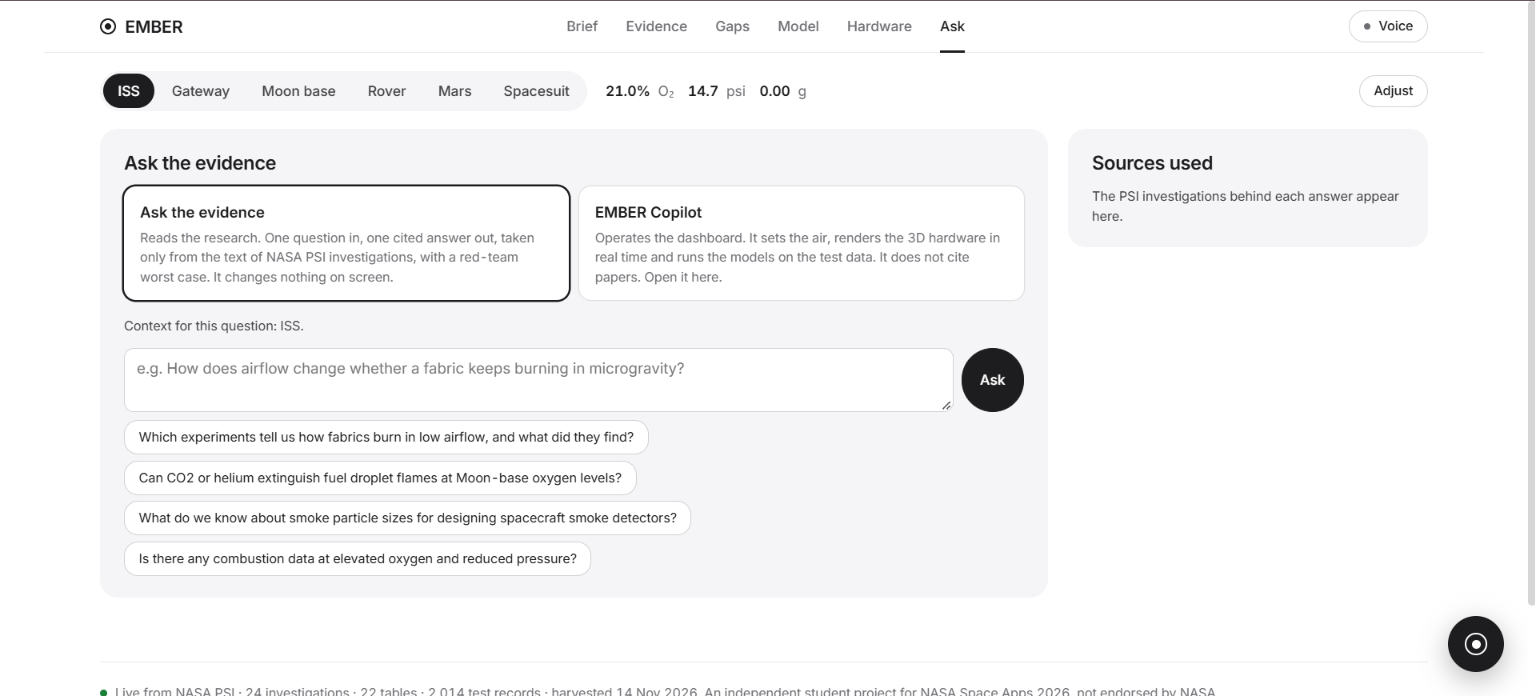 EMBER
Brief Evidence Gaps Model Hardware Ask
Voice
ISS Gateway Moon base Rover Mars Spacesuit 21.0% O₂ 14.7 psi 0.00 g
Adjust
Ask the evidence
Ask the evidence
Reads the research. One question in, one cited answer out, taken
only from the text of NASA PSI investigations, with a red-team
worst case. It changes nothing on screen.
EMBER Copilot
Operates the dashboard. It sets the air, renders the 3D hardware in
real time and runs the models on the test data. It does not cite
papers. Open it here.
Context for this question: ISS.
e.g. How does airflow change whether a fabric keeps burning in microgravity?
Ask
Which experiments tell us how fabrics burn in low airflow, and what did they find?
Can CO2 or helium extinguish fuel droplet flames at Moon-base oxygen levels?
What do we know about smoke particle sizes for designing spacecraft smoke detectors?
Is there any combustion data at elevated oxygen and reduced pressure?
Sources used
The PSI investigations behind each answer appear
here.
Live from NASA PSI · 24 investigations · 22 tables · 2,014 test records · harvested 14 Nov 2026. An independent student project for NASA Space Apps 2026, not endorsed by NASA.